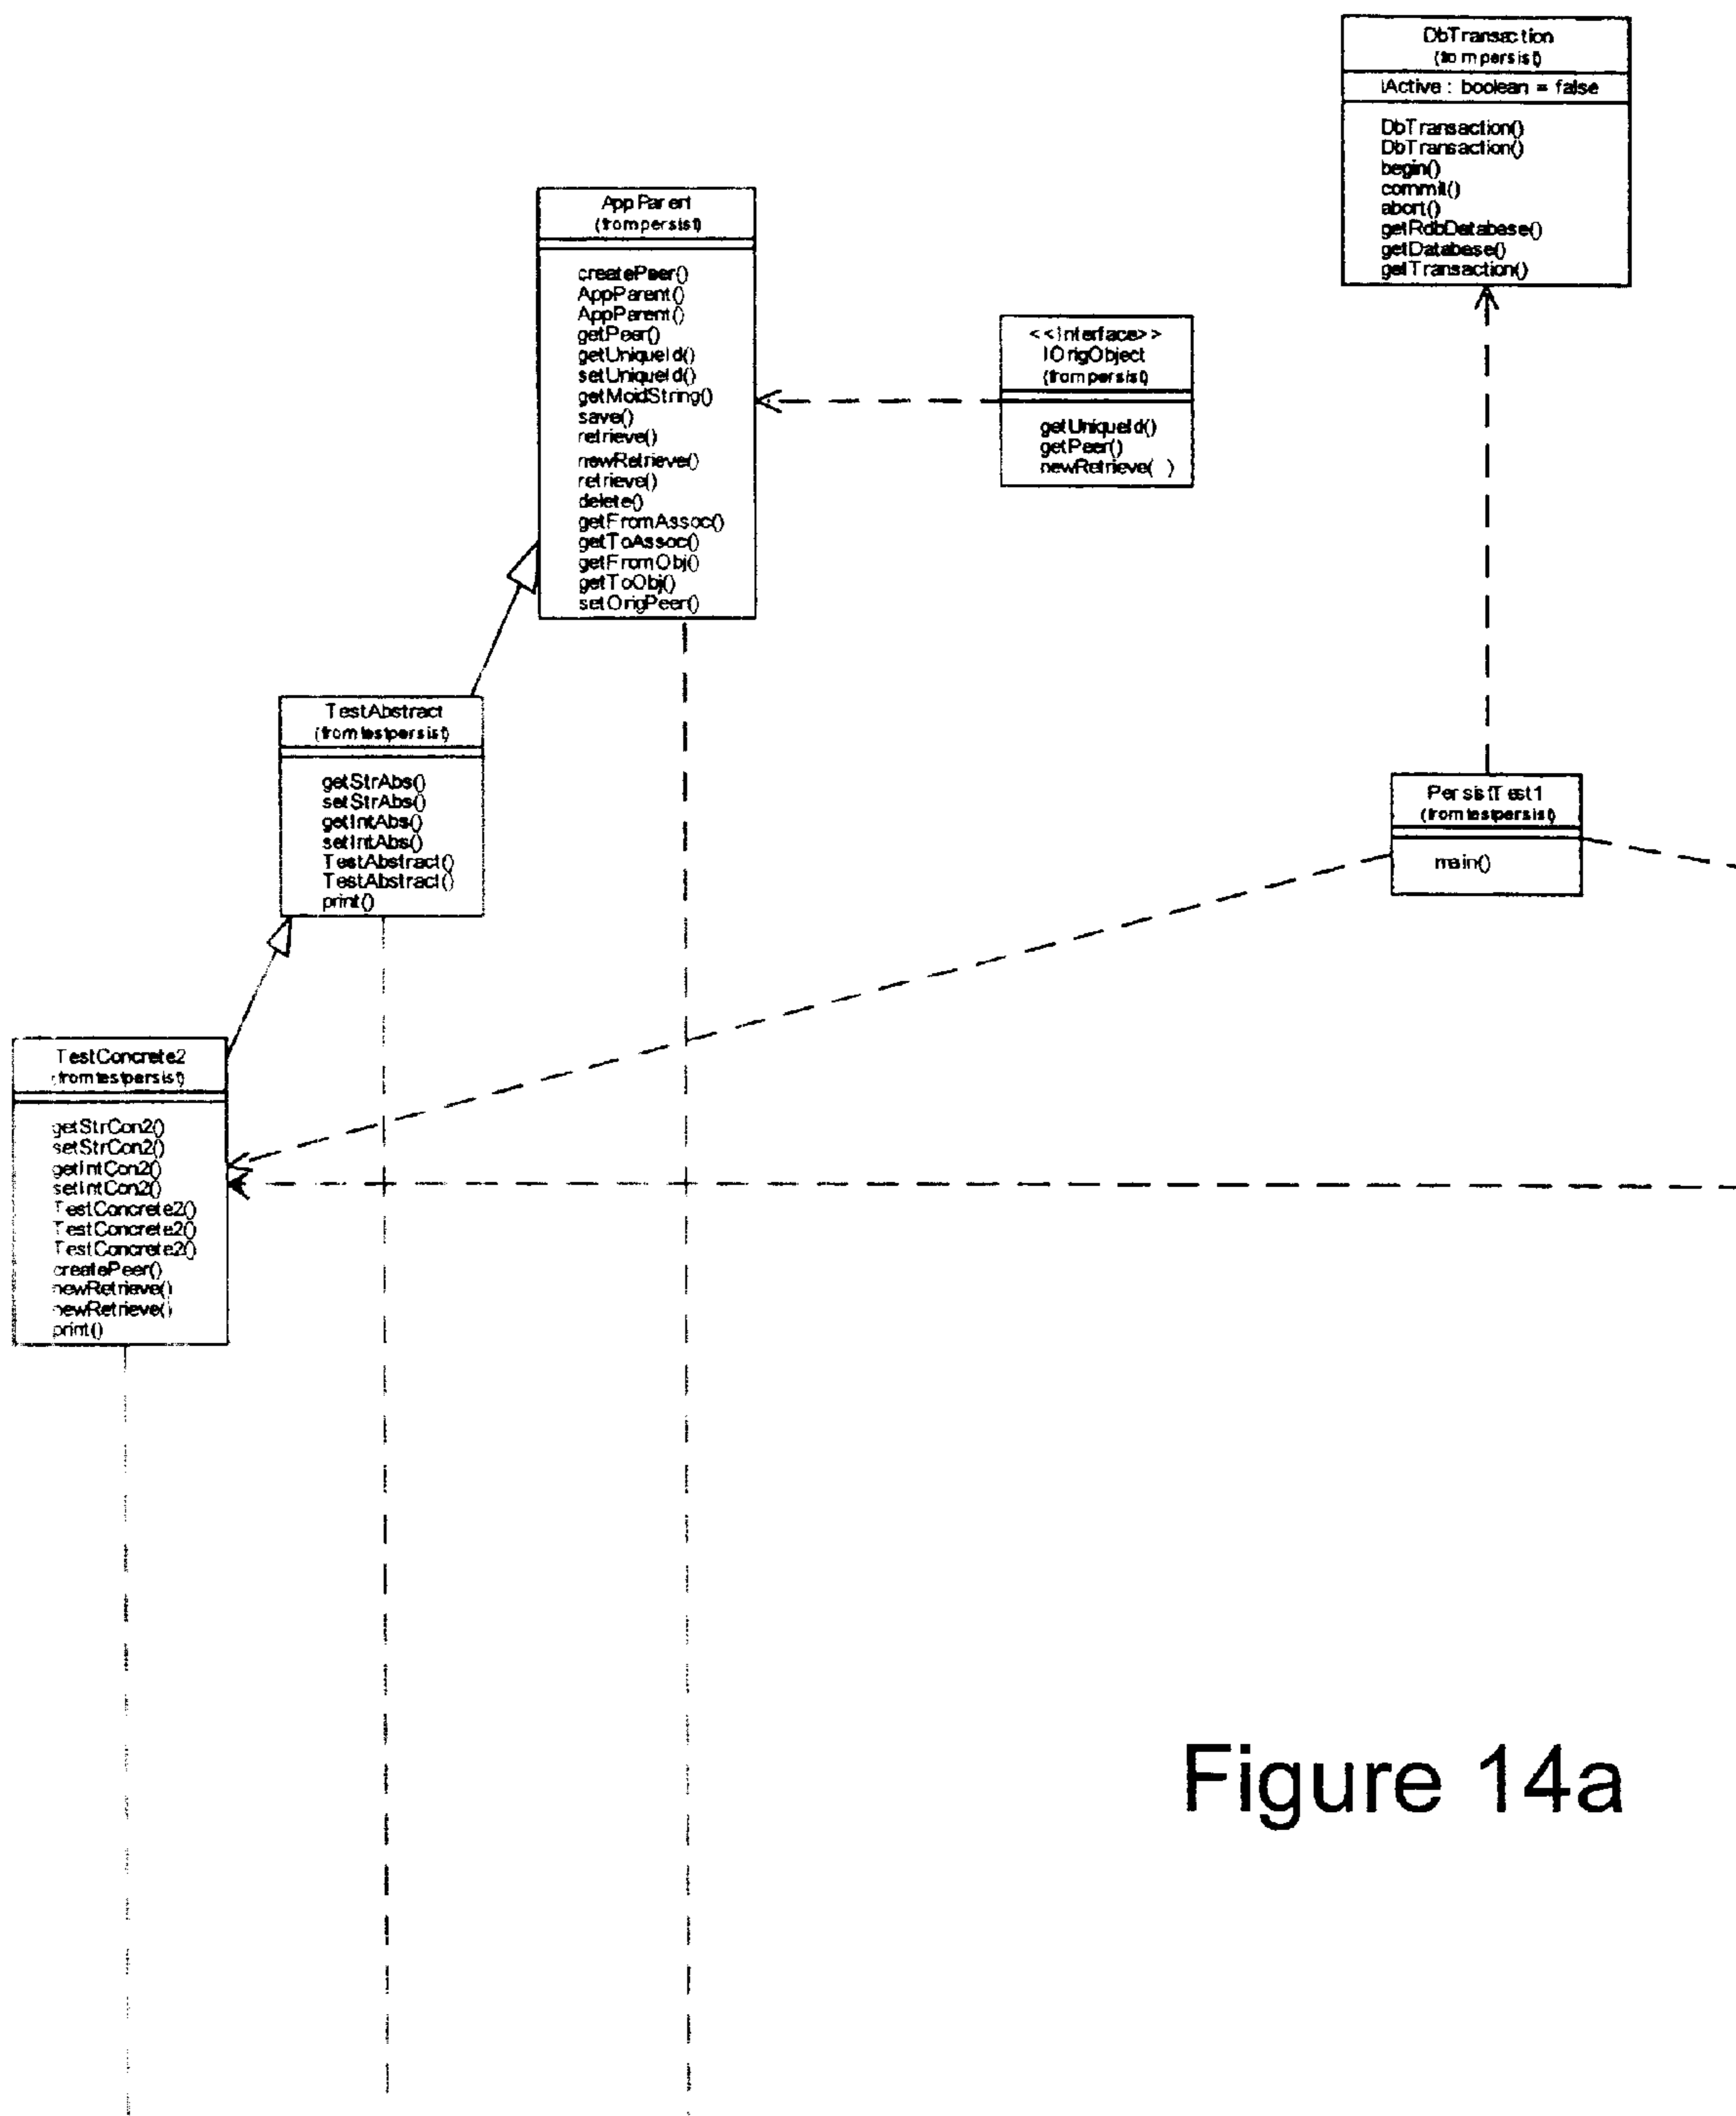 DbTransaction
(from persist)
iActive : boolean = false
DbTransaction()
DbTransaction()
begin()
commit()
abort()
getRdbDatabase()
getDatabase()
getTransaction()
AppParent
(from persist)
createPeer()
AppParent()
AppParent()
getPeer()
getUniqueId()
setUniqueId()
getMoidString()
save()
retrieve()
newRetrieve()
retrieve()
delete()
getFromAssoc()
getToAssoc()
getFromObj()
getToObj()
setOrigPeer()
<<Interface>>
IOrigObject
(from persist)
getUniqueId()
getPeer()
newRetrieve( )
TestAbstract
(from testpersist)
getStrAbs()
setStrAbs()
getIntAbs()
setIntAbs()
TestAbstract()
TestAbstract()
print()
PersistTest1
(from testpersist)
main()
TestConcrete2
(from testpersist)
getStrCon2()
setStrCon2()
getIntCon2()
setIntCon2()
TestConcrete2()
TestConcrete2()
TestConcrete2()
createPeer()
newRetrieve()
newRetrieve()
print()
Figure 14a